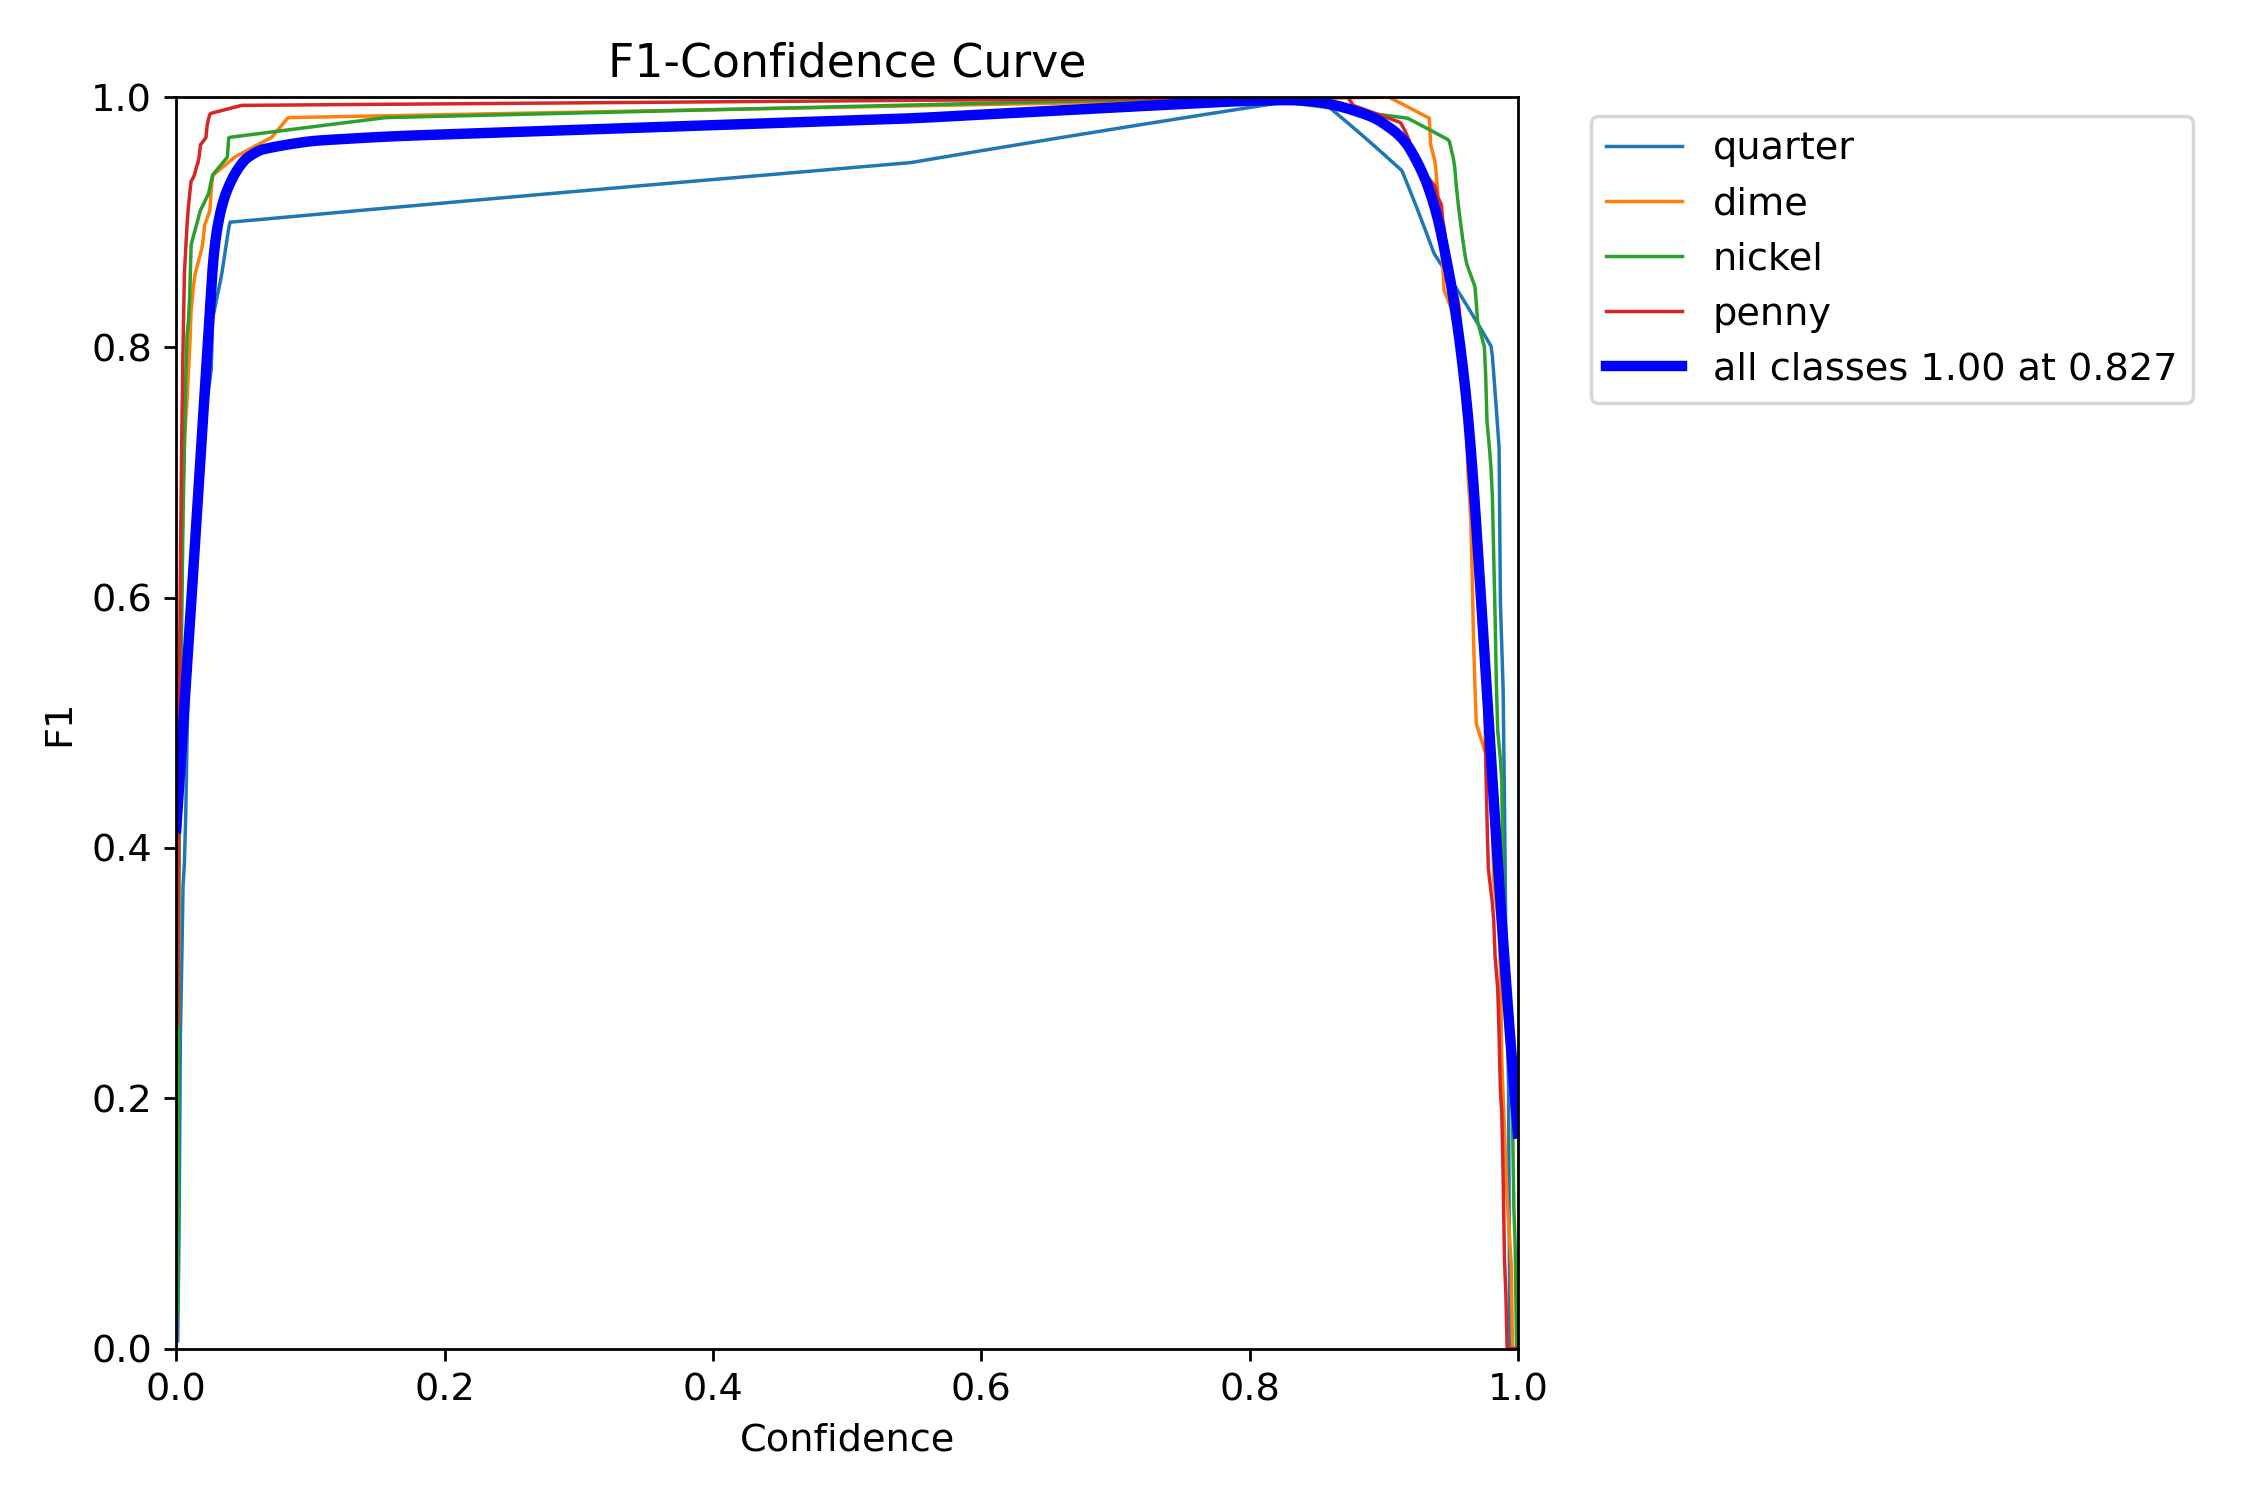 F1-Confidence Curve
1.0
0.8
0.6
0.4
0.2
0.0
F1
0.0 0.2 0.4 0.6 0.8 1.0
Confidence
quarter
dime
nickel
penny
all classes 1.00 at 0.827